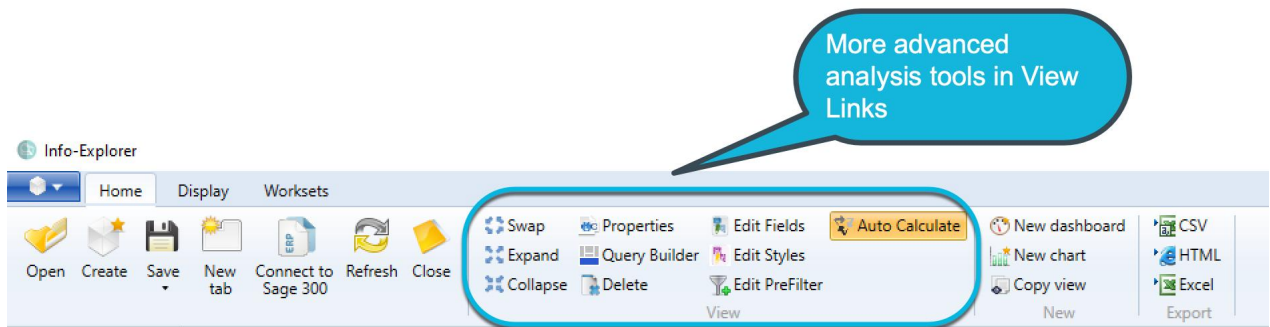 More advanced
analysis tools in View
Links
Info-Explorer
Home Display Worksets
Swap Properties Edit Fields Auto Calculate New dashboard CSV
Expand Query Builder Edit Styles New chart HTML
Open Create Save New Connect to Refresh Close Collapse Delete Edit PreFilter Copy view Excel
tab Sage 300
View New Export